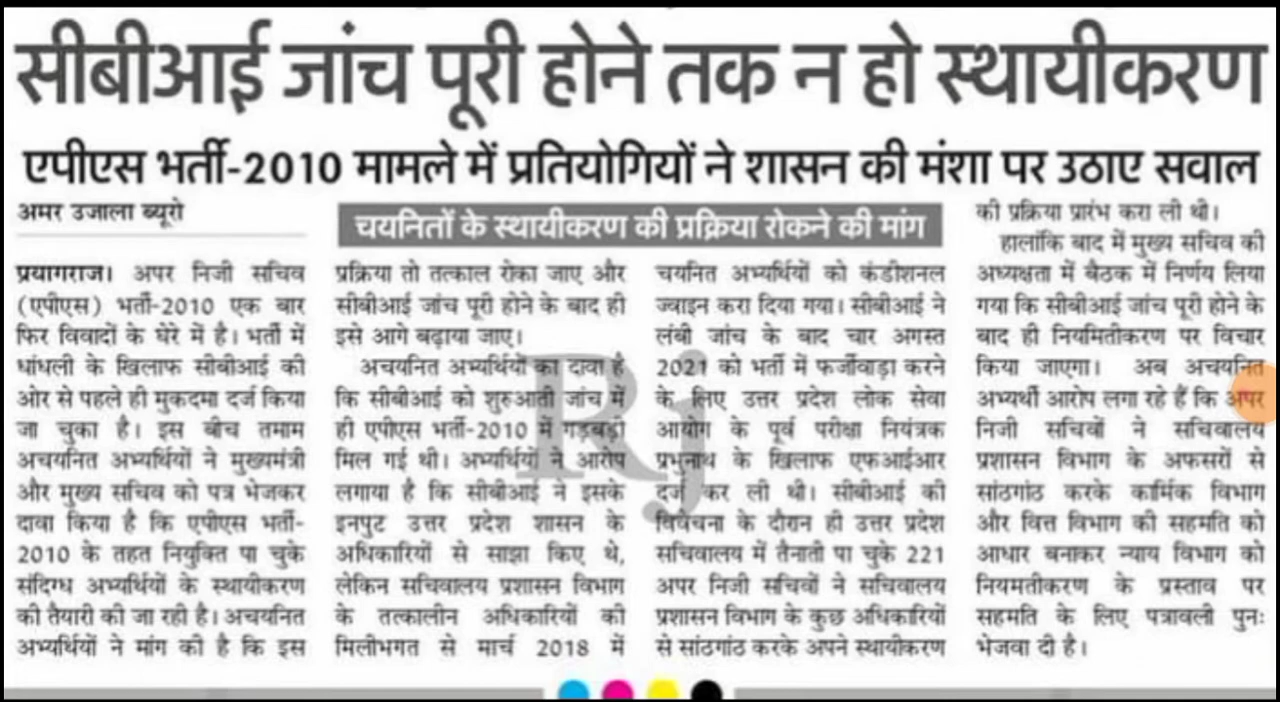 सीबीआई जांच पूरी होने तक न हो स्थायीकरण
एपीएस भर्ती-2010 मामले में प्रतियोगियों ने शासन की मंशा पर उठाए सवाल
अमर उजाला ब्यूरो
चयनितों के स्थायीकरण की प्रक्रिया रोकने की मांग
प्रयागराज। अपर निजी सचिव
(एपीएस) भर्ती-2010 एक बार
फिर विवादों के घेरे में है। भर्ती में
धांधली के खिलाफ सीबीआई की
ओर से पहले ही मुकदमा दर्ज किया
जा चुका है। इस बीच तमाम
अचयनित अभ्यर्थियों ने मुख्यमंत्री
और मुख्य सचिव को पत्र भेजकर
दावा किया है कि एपीएस भर्ती-
2010 के तहत नियुक्ति पा चुके
संदिग्ध अभ्यर्थियों के स्थायीकरण
की तैयारी की जा रही है। अचयनित
अभ्यर्थियों ने मांग की है कि इस
प्रक्रिया तो तत्काल रोका जाए और
सीबीआई जांच पूरी होने के बाद ही
इसे आगे बढ़ाया जाए।
अचयनित अभ्यर्थियों का दावा है
कि सीबीआई को शुरुआती जांच में
ही एपीएस भर्ती-2010 में गड़बड़ी
मिल गई थी। अभ्यर्थियों ने आरोप
लगाया है कि सीबीआई ने इसके
इनपुट उत्तर प्रदेश शासन के
अधिकारियों से साझा किए थे,
लेकिन सचिवालय प्रशासन विभाग
के तत्कालीन अधिकारियों की
मिलीभगत से मार्च 2018 में
चयनित अभ्यर्थियों को कंडीशनल
ज्वाइन करा दिया गया। सीबीआई ने
लंबी जांच के बाद चार अगस्त
2021 को भर्ती में फर्जीवाड़ा करने
के लिए उत्तर प्रदेश लोक सेवा
आयोग के पूर्व परीक्षा नियंत्रक
प्रभुनाथ के खिलाफ एफआईआर
दर्ज कर ली थी। सीबीआई की
विवेचना के दौरान ही उत्तर प्रदेश
सचिवालय में तैनाती पा चुके 221
अपर निजी सचिवों ने सचिवालय
प्रशासन विभाग के कुछ अधिकारियों
से सांठगांठ करके अपने स्थायीकरण
की प्रक्रिया प्रारंभ करा ली थी।
हालांकि बाद में मुख्य सचिव की
अध्यक्षता में बैठक में निर्णय लिया
गया कि सीबीआई जांच पूरी होने के
बाद ही नियमितीकरण पर विचार
किया जाएगा। अब अचयनित
अभ्यर्थी आरोप लगा रहे हैं कि अपर
निजी सचिवों ने सचिवालय
प्रशासन विभाग के अफसरों से
सांठगांठ करके कार्मिक विभाग
और वित्त विभाग की सहमति को
आधार बनाकर न्याय विभाग को
नियमतीकरण के प्रस्ताव पर
सहमति के लिए पत्रावली पुनः
भेजवा दी है।
Rj